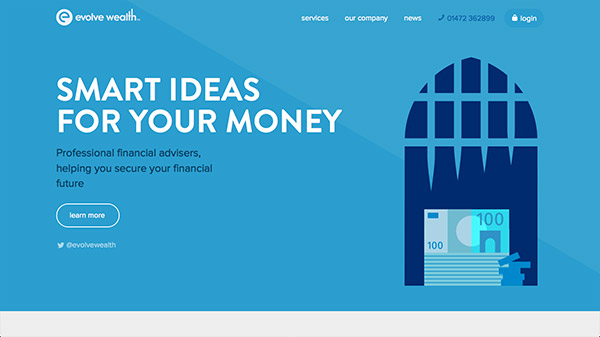 evolve wealth
services our company news 01472 362899 login
SMART IDEAS
FOR YOUR MONEY
Professional financial advisers,
helping you secure your financial
future
learn more
@evolvewealth
100
100